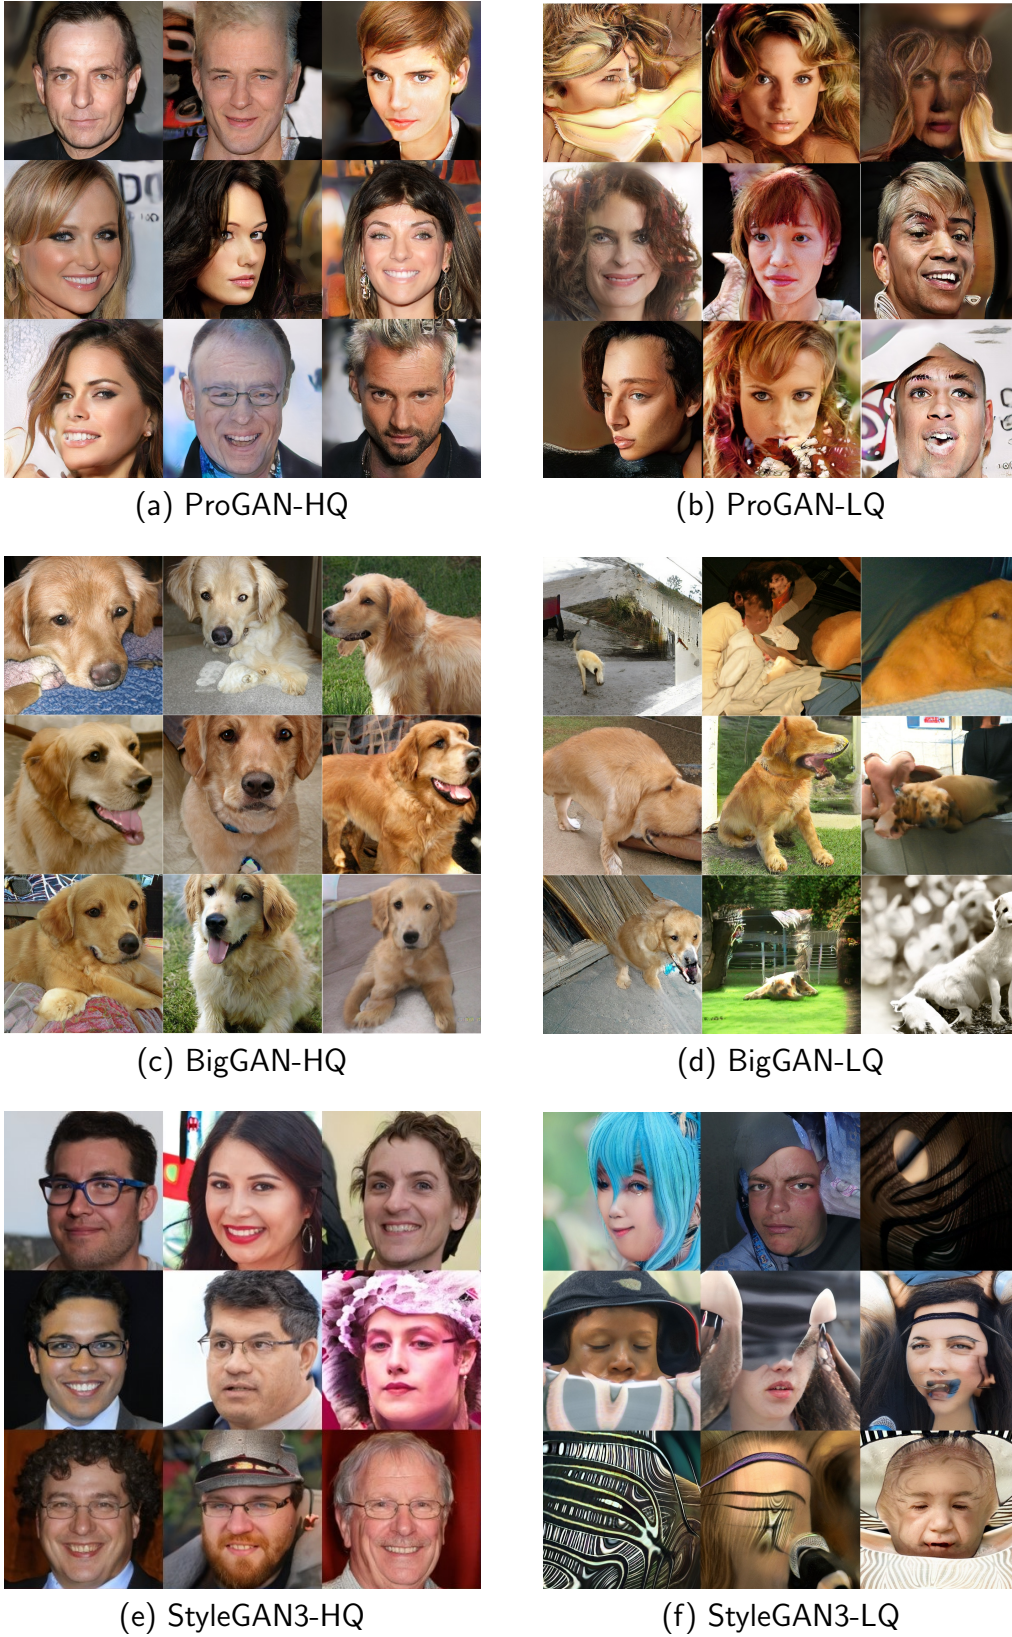 (a) ProGAN-HQ
(b) ProGAN-LQ
(c) BigGAN-HQ
(d) BigGAN-LQ
(e) StyleGAN3-HQ
(f) StyleGAN3-LQ